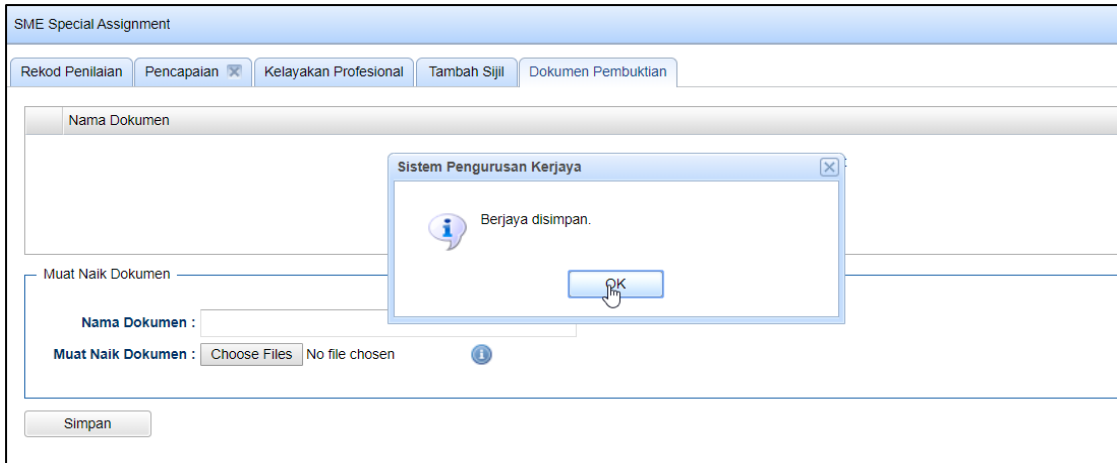 SME Special Assignment
Rekod Penilaian Pencapaian Kelayakan Profesional Tambah Sijil Dokumen Pembuktian
Nama Dokumen
Sistem Pengurusan Kerjaya
Berjaya disimpan.
OK
Muat Naik Dokumen
Nama Dokumen :
Muat Naik Dokumen : Choose Files No file chosen
Simpan